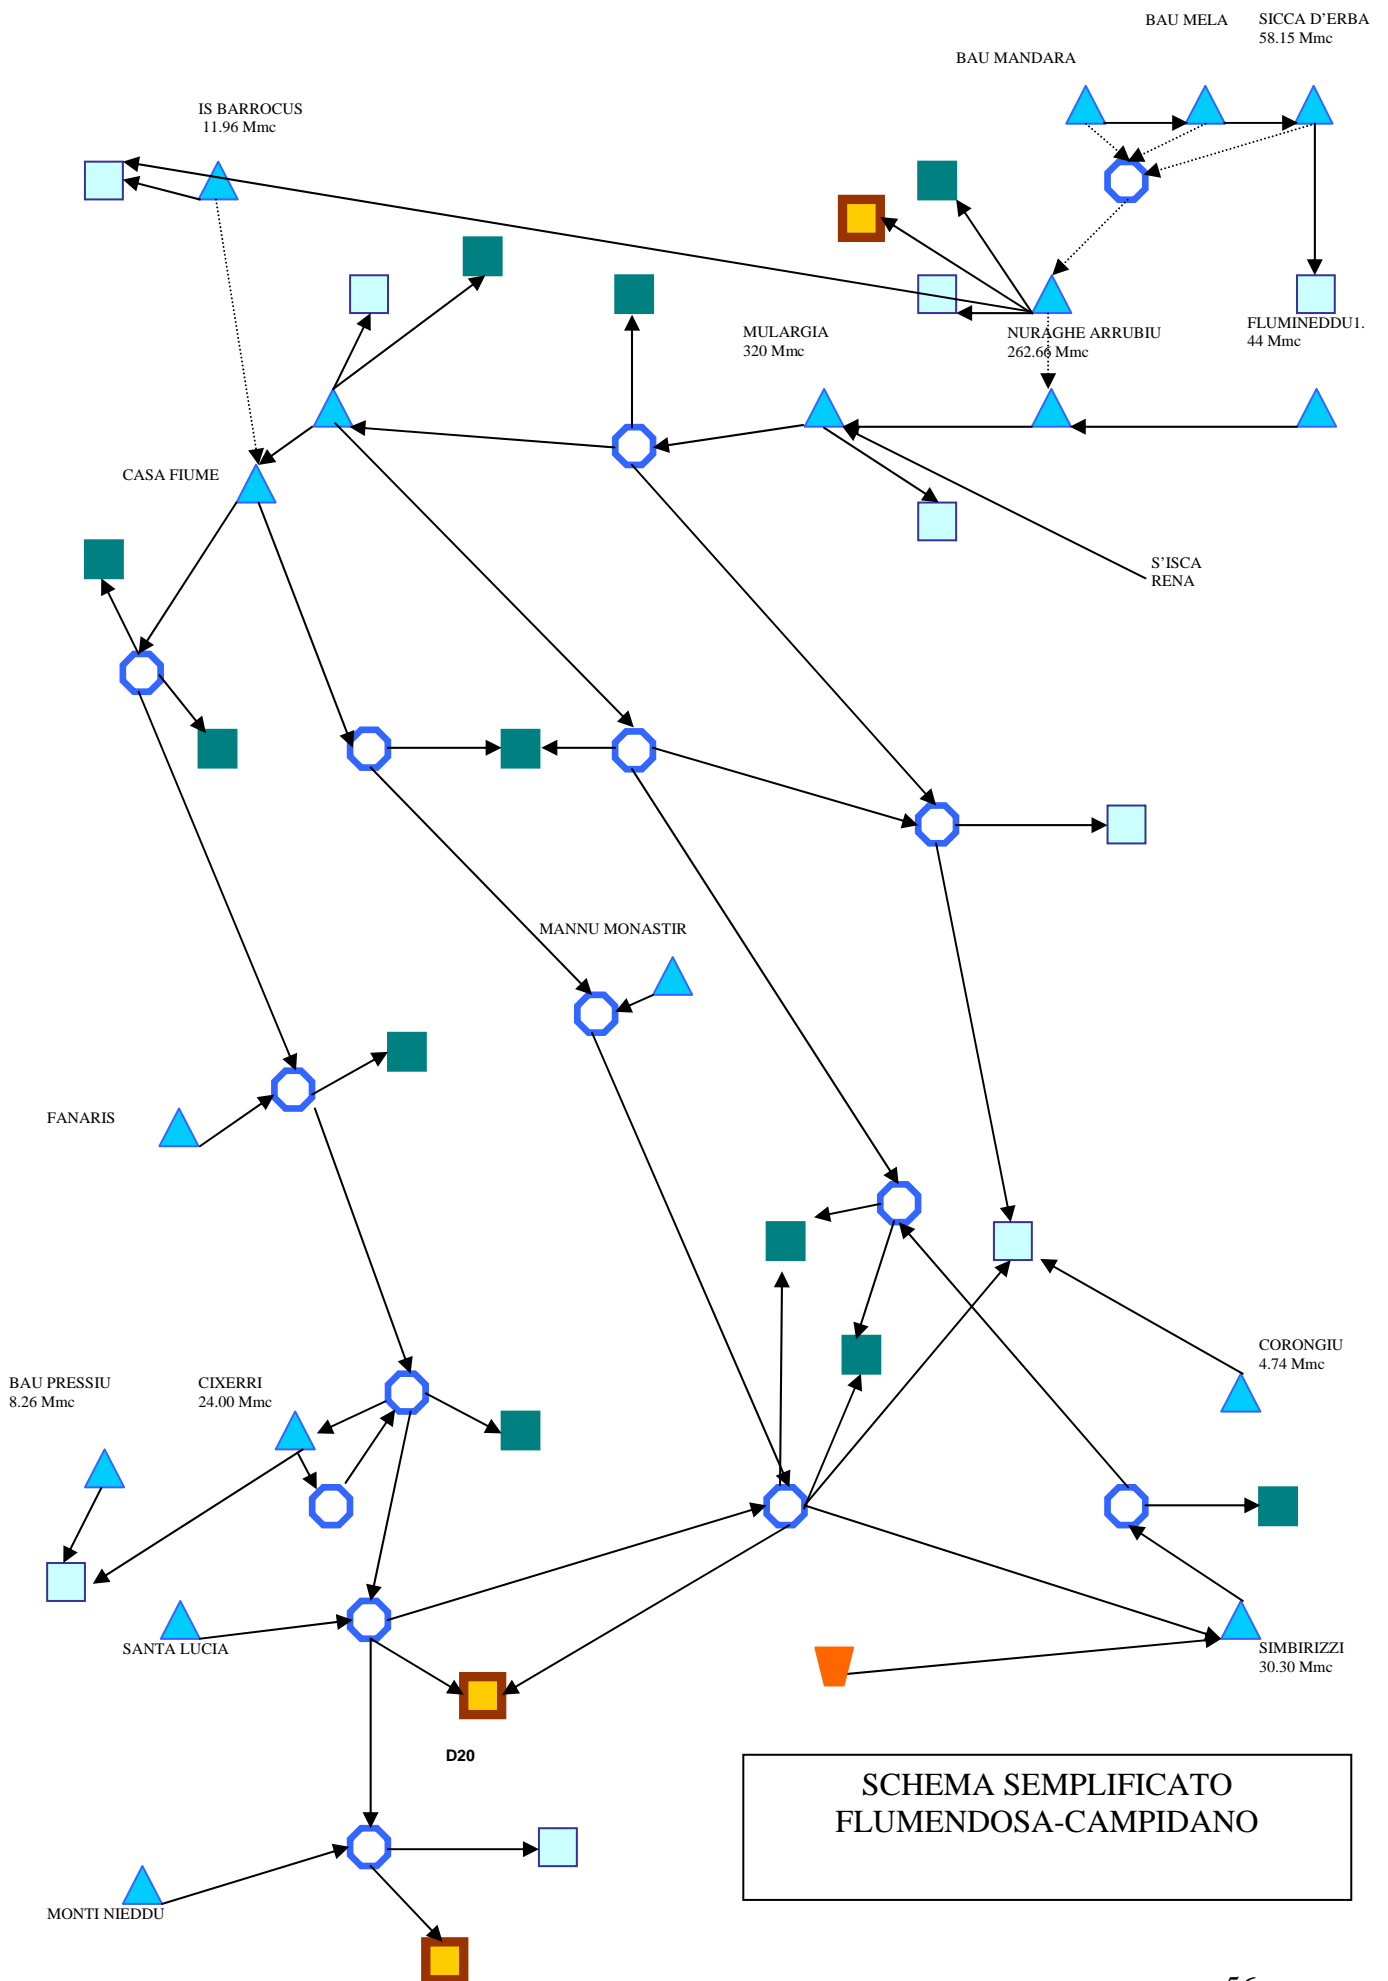 BAU MELA
SICCA D'ERBA
58.15 Mmc
BAU MANDARA
IS BARROCUS
11.96 Mmc
MULARGIA
320 Mmc
NURAGHE ARRUBIU
262.66 Mmc
FLUMINEDDU1.
44 Mmc
CASA FIUME
S'ISCA
RENA
MANNU MONASTIR
FANARIS
CORONGIU
4.74 Mmc
BAU PRESSIU
8.26 Mmc
CIXERRI
24.00 Mmc
SANTA LUCIA
SIMBIRIZZI
30.30 Mmc
D20
SCHEMA SEMPLIFICATO
FLUMENDOSA-CAMPIDANO
MONTI NIEDDU